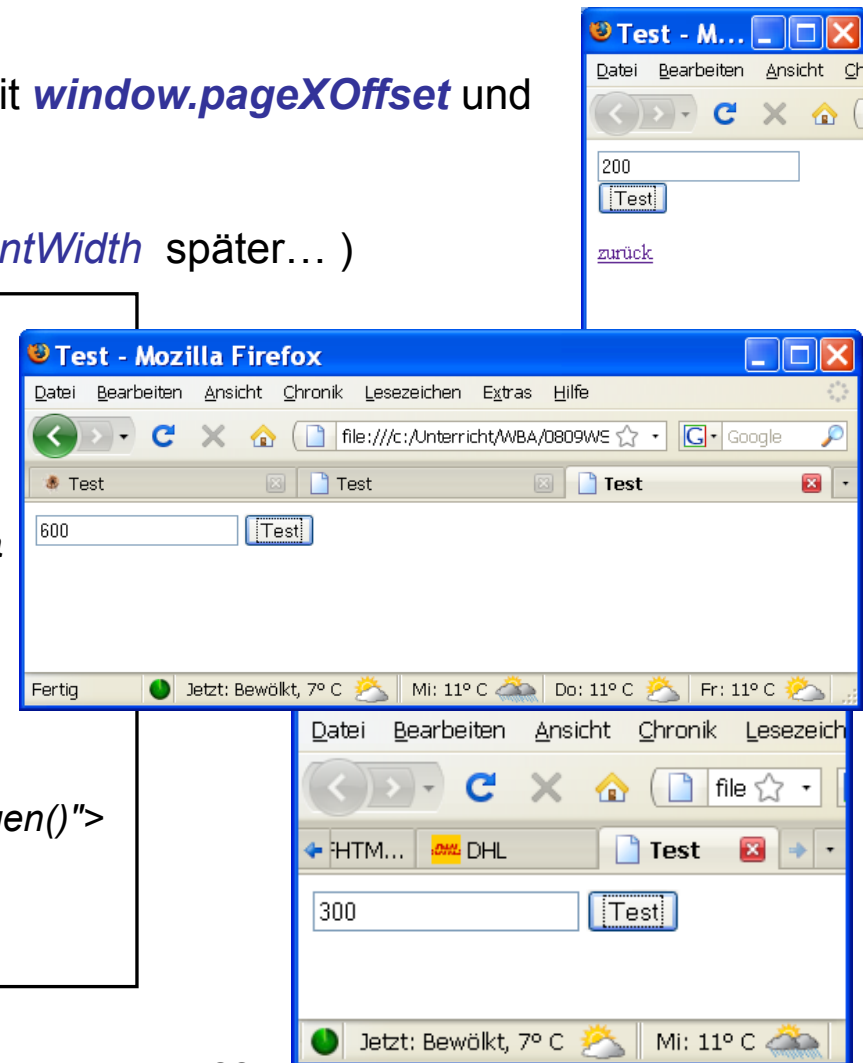 Test - M...
Datei Bearbeiten Ansicht
it window.pageXOffset und
200
Test
zurück
ntWidth später… )
Test - Mozilla Firefox
Datei Bearbeiten Ansicht Chronik Lesezeichen Extras Hilfe
file:///c:/Unterricht/WBA/0809WS
G Google
Test Test Test
600 Test
Fertig Jetzt: Bewölkt, 7° C Mi: 11° C Do: 11° C Fr: 11° C
Datei Bearbeiten Ansicht Chronik Lesezeich
file
HTM... DHL Test
en()">
300 Test
Jetzt: Bewölkt, 7° C Mi: 11° C